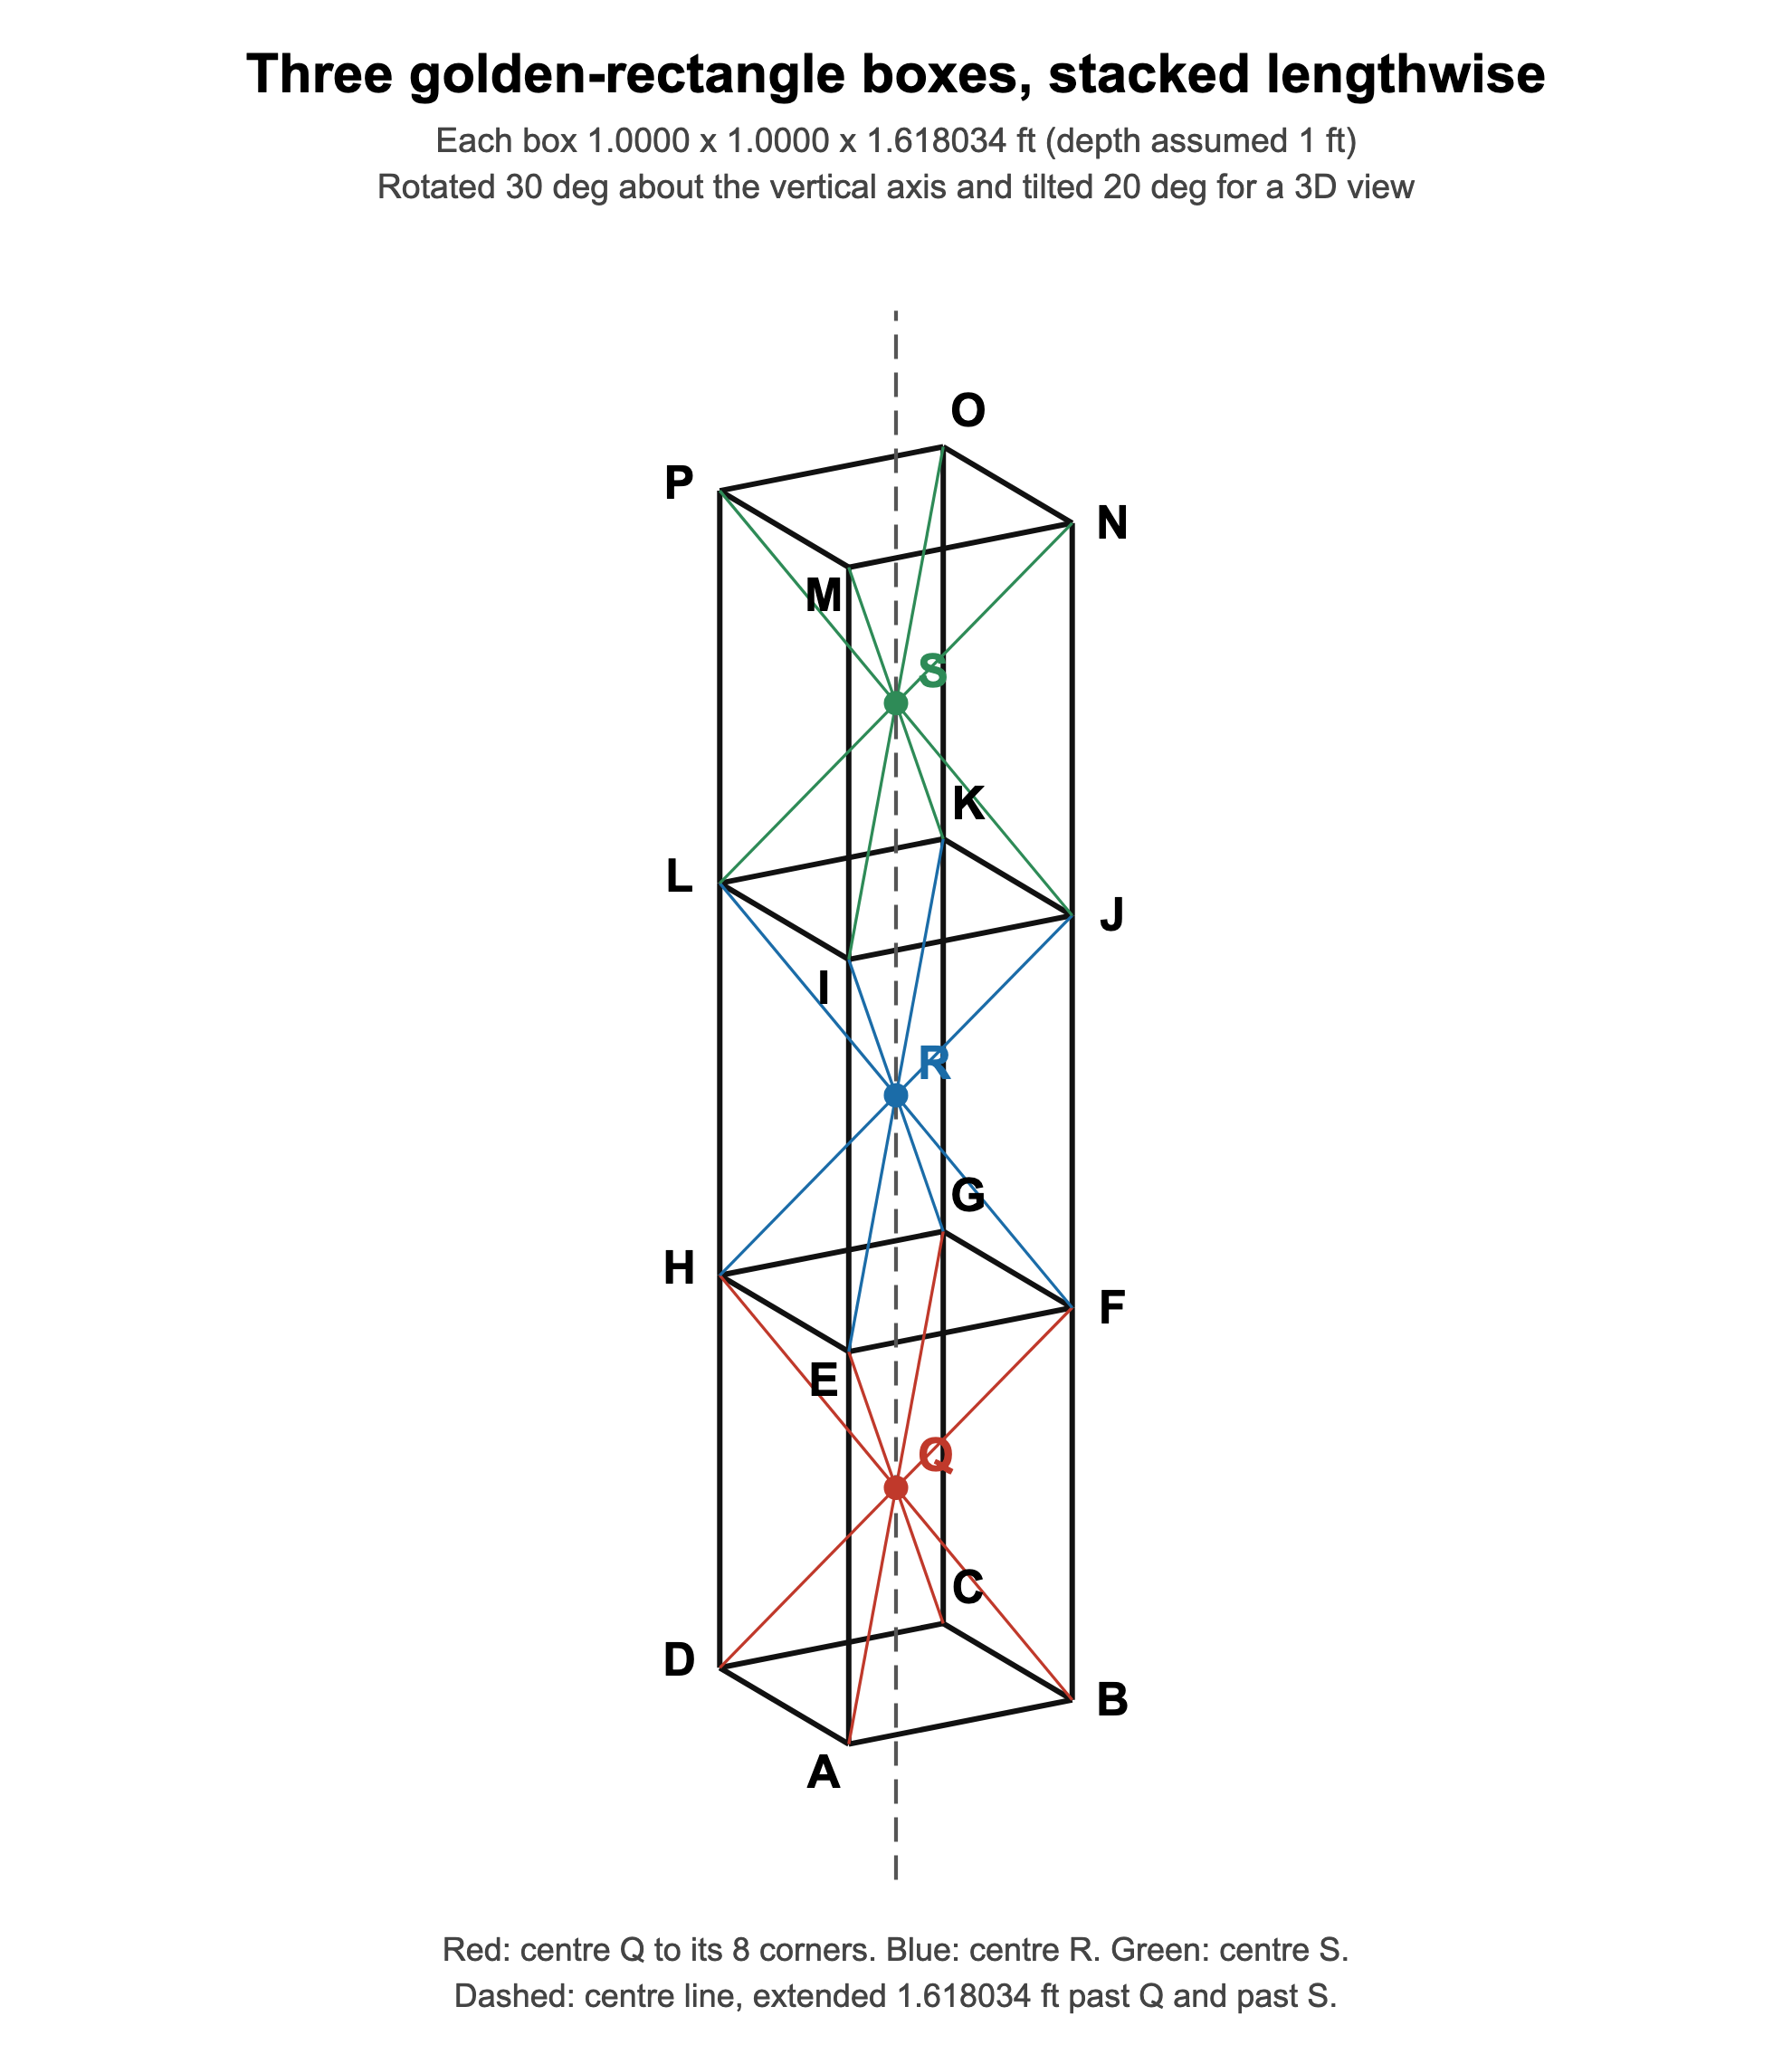 Three golden-rectangle boxes, stacked lengthwise
Each box 1.0000 x 1.0000 x 1.618034 ft (depth assumed 1 ft)
Rotated 30 deg about the vertical axis and tilted 20 deg for a 3D view
O
P
N
M
S
K
L
J
I
R
G
H
F
E
Q
C
D
B
A
Red: centre Q to its 8 corners. Blue: centre R. Green: centre S.
Dashed: centre line, extended 1.618034 ft past Q and past S.